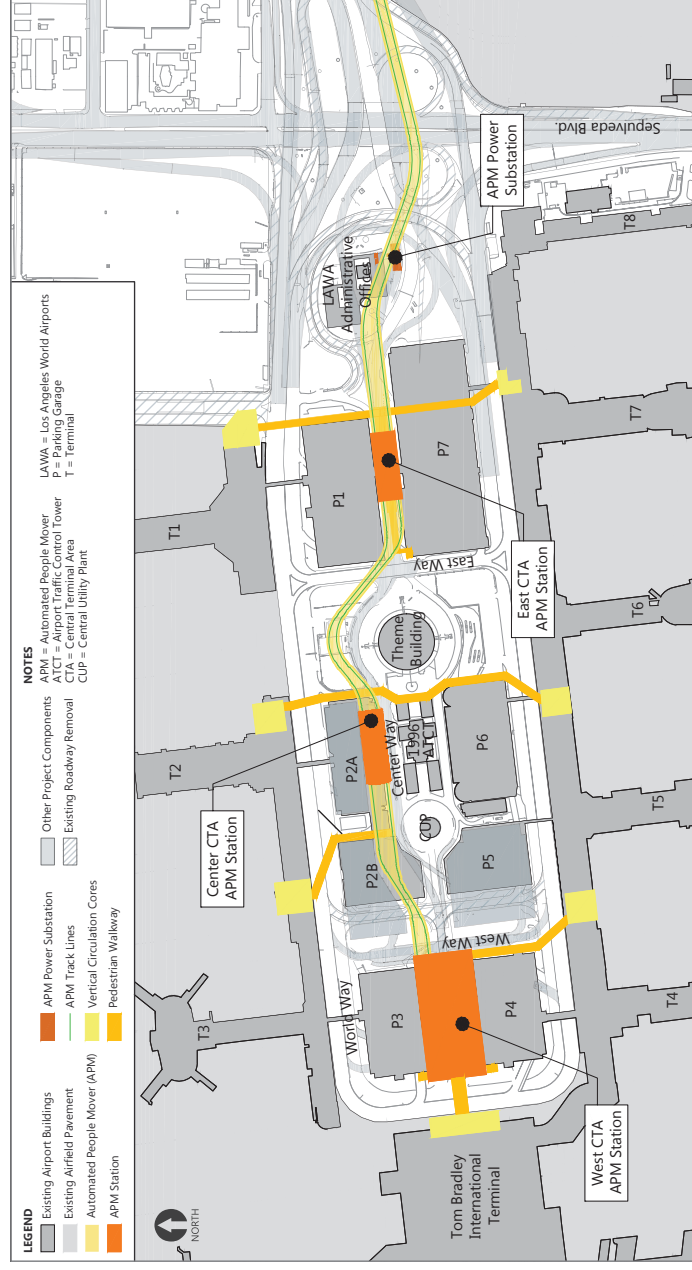 LEGEND
Existing Airport Buildings
Existing Airfield Pavement
Automated People Mover (APM)
APM Station
APM Power Substation
APM Track Lines
Vertical Circulation Cores
Pedestrian Walkway
Other Project Components
Existing Roadway Removal
NOTES
APM = Automated People Mover
ATCT = Airport Traffic Control Tower
CTA = Central Terminal Area
CUP = Central Utility Plant
LAWA = Los Angeles World Airports
P = Parking Garage
T = Terminal
NORTH
T3
T2
T1
Center CTA
APM Station
World Way
P3
P2B
P2A
Center Way
1996
ATCT
CUP
Theme
Building
P1
LAWA
Administrative
Offices
Tom Bradley
International
Terminal
P4
West Way
P5
P6
East Way
P7
APM Power
Substation
Sepulveda Blvd.
West CTA
APM Station
East CTA
APM Station
T4
T5
T6
T7
T8